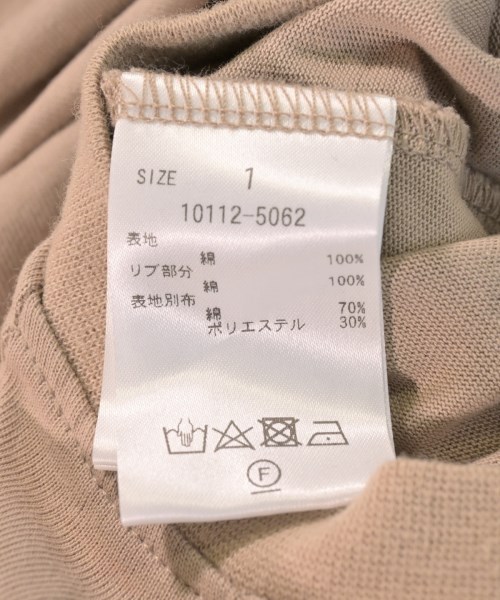 SIZE 1
10112-5062
表地
綿 100%
リブ部分
綿 100%
表地別布
綿 70%
ポリエステル 30%
F